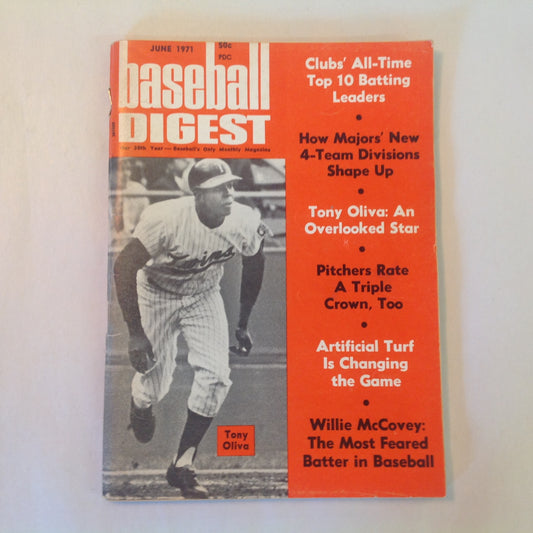 JUNE 1971
50c
PDC
baseball
DIGEST
Our 30th Year — Baseball's Only Monthly Magazine
Twins
Tony
Oliva
Clubs' All-Time
Top 10 Batting
Leaders
How Majors' New
4-Team Divisions
Shape Up
Tony Oliva: An
Overlooked Star
Pitchers Rate
A Triple
Crown, Too
Artificial Turf
Is Changing
the Game
Willie McCovey:
The Most Feared
Batter in Baseball